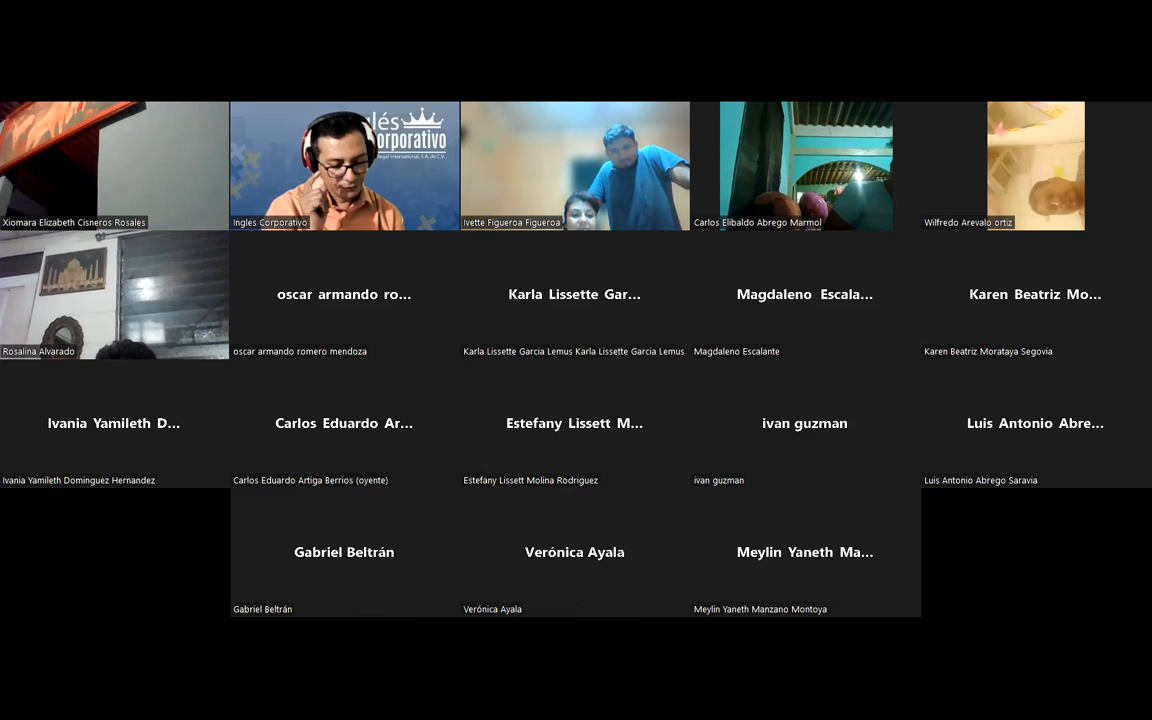 lés
orporativo
llegal international, S.A. de C.V.
Xiomara Elizabeth Cisneros Rosales
Ingles Corporativo
Ivette Figueroa Figueroa
Carlos Elibaldo Abrego Marmol
Wilfredo Arevalo ortiz
Rosalina Alvarado
oscar armando ro...
oscar armando romero mendoza
Karla Lissette Gar...
Karla Lissette Garcia Lemus Karla Lissette Garcia Lemus
Magdaleno Escala...
Magdaleno Escalante
Karen Beatriz Mo...
Karen Beatriz Morataya Segovia
Ivania Yamileth D...
Ivania Yamileth Dominguez Hernandez
Carlos Eduardo Ar...
Carlos Eduardo Artiga Berrios (oyente)
Estefany Lissett M...
Estefany Lissett Molina Rodriguez
ivan guzman
ivan guzman
Luis Antonio Abre...
Luis Antonio Abrego Saravia
Gabriel Beltrán
Gabriel Beltrán
Verónica Ayala
Verónica Ayala
Meylin Yaneth Ma...
Meylin Yaneth Manzano Montoya